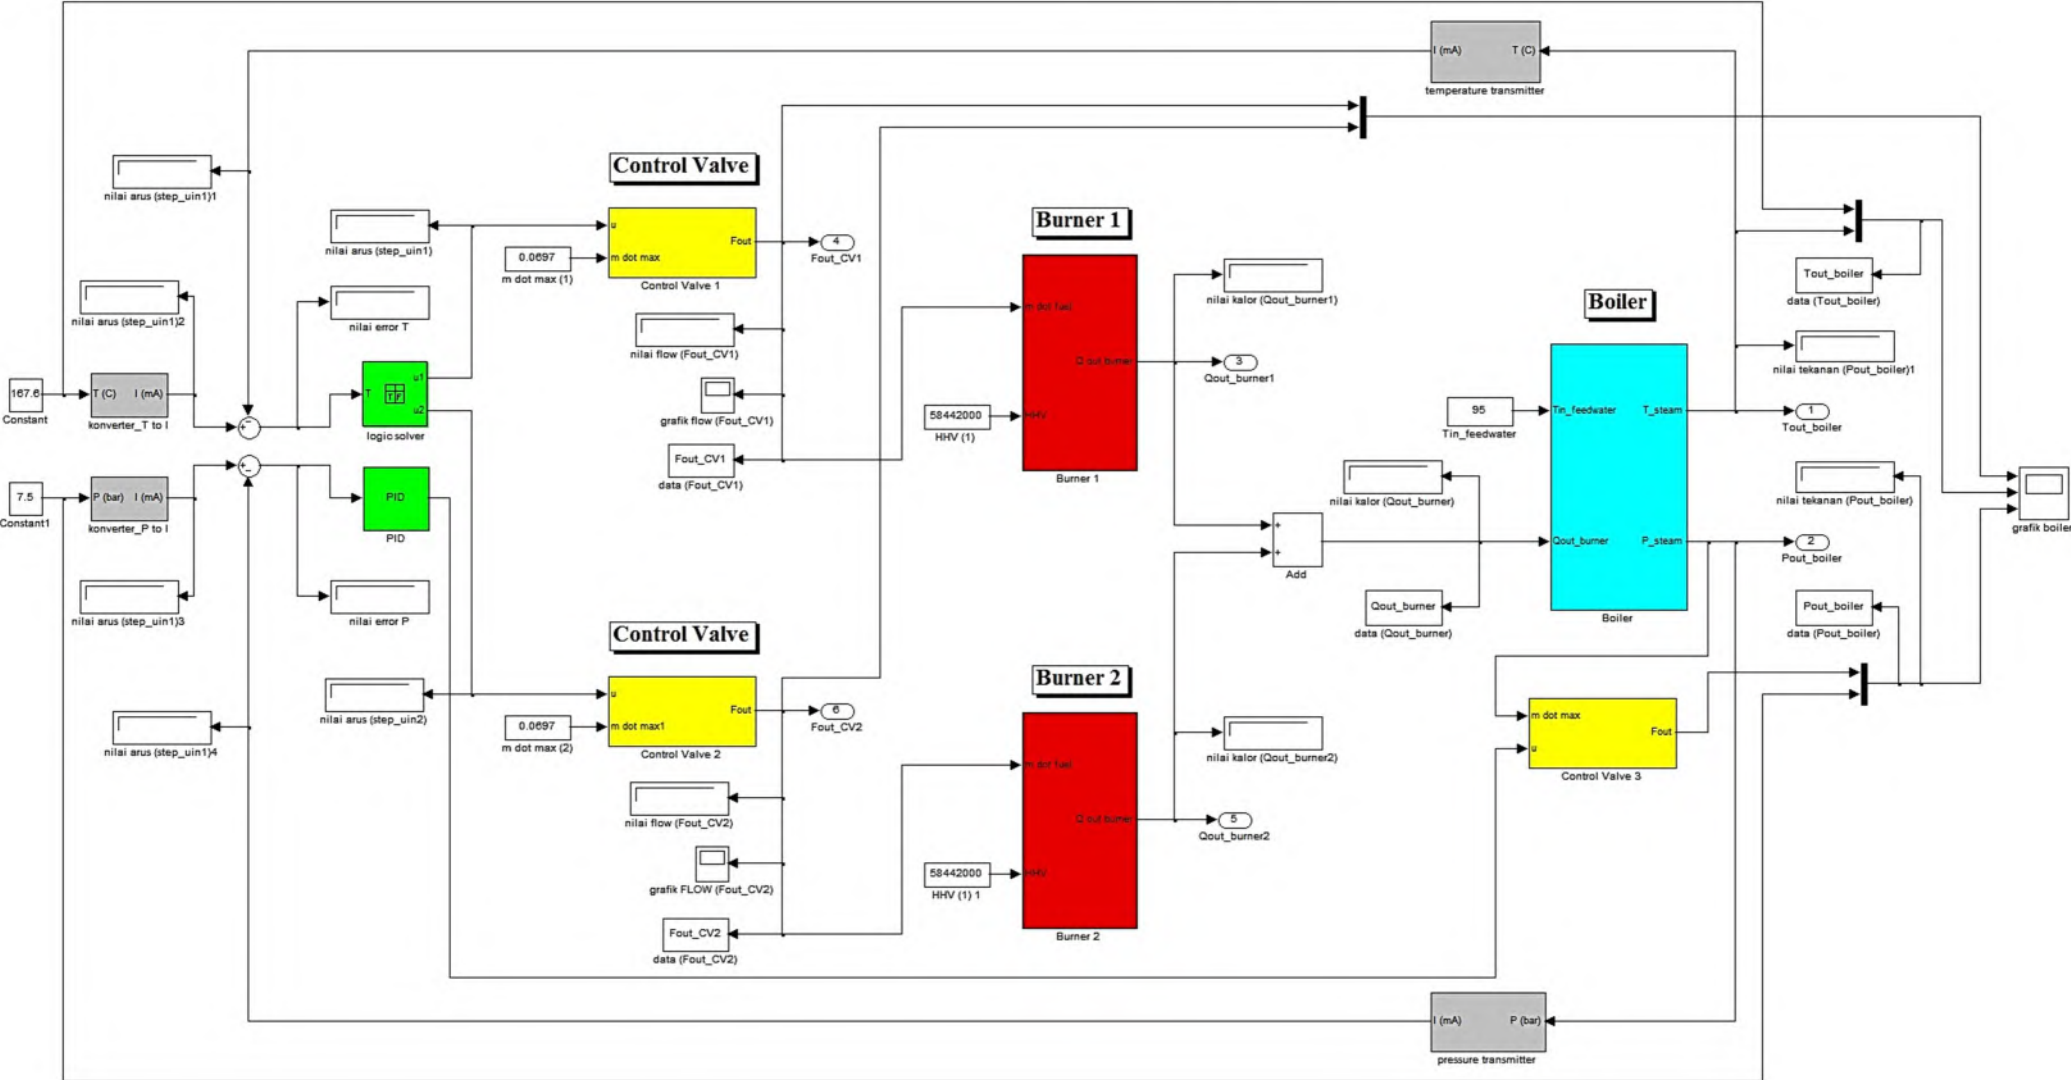 I (mA) T (C)
temperature transmitter
nilai arus (step_uin1)1
Control Valve
nilai arus (step_uin1)
u
Fout
m dot max
Control Valve 1
0.0697
m dot max (1)
4
Fout_CV1
Burner 1
nilai arus (step_uin1)2
nilai error T
nilai flow (Fout_CV1)
m dot fuel
Q out burner
HHV
Burner 1
nilai kalor (Qout_burner1)
3
Qout_burner1
Boiler
Tout_boiler
data (Tout_boiler)
nilai tekanan (Pout_boiler)1
167.6
Constant
T (C) I (mA)
konverter_T to I
T
u1
u2
logic solver
grafik flow (Fout_CV1)
Fout_CV1
data (Fout_CV1)
58442000
HHV (1)
95
Tin_feedwater
Tin_feedwater T_steam
Qout_burner P_steam
Boiler
1
Tout_boiler
+
-
+
-
7.5
Constant1
P (bar) I (mA)
konverter_P to I
PID
PID
nilai kalor (Qout_burner)
nilai tekanan (Pout_boiler)
grafik boiler
+
+
Add
2
Pout_boiler
nilai arus (step_uin1)3
nilai error P
Qout_burner
data (Qout_burner)
Pout_boiler
data (Pout_boiler)
Control Valve
nilai arus (step_uin2)
u
Fout
m dot max1
Control Valve 2
0.0697
m dot max (2)
6
Fout_CV2
Burner 2
nilai arus (step_uin1)4
m dot fuel
Q out burner
HHV
Burner 2
nilai kalor (Qout_burner2)
m dot max
Fout
u
Control Valve 3
nilai flow (Fout_CV2)
5
Qout_burner2
grafik FLOW (Fout_CV2)
58442000
HHV (1) 1
Fout_CV2
data (Fout_CV2)
I (mA) P (bar)
pressure transmitter